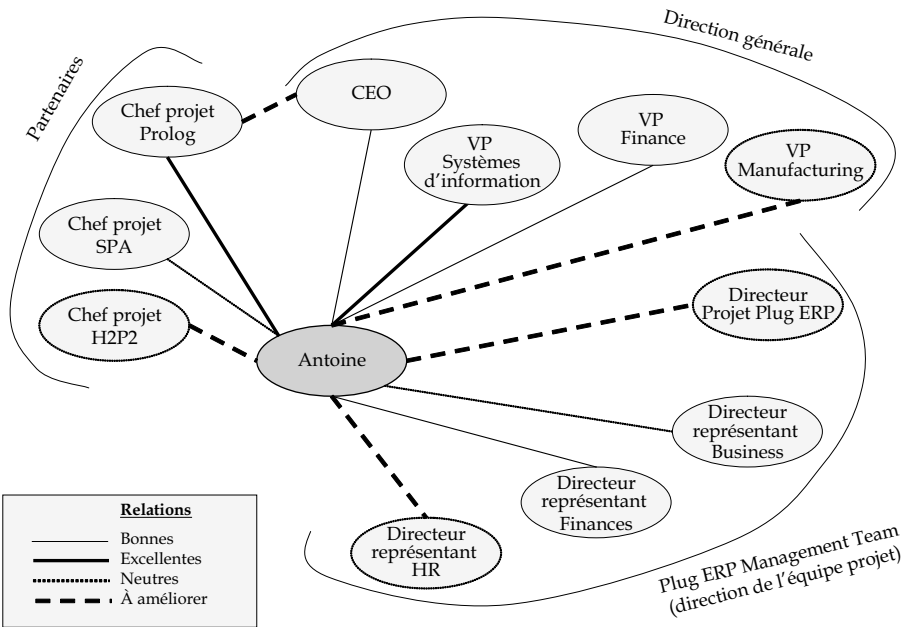 Partenaires
Direction générale
Chef projet
Prolog
CEO
VP
Systèmes
d'information
VP
Finance
VP
Manufacturing
Chef projet
SPA
Chef projet
H2P2
Antoine
Directeur
Projet Plug ERP
Directeur
représentant
Business
Directeur
représentant
Finances
Directeur
représentant
HR
Plug ERP Management Team
(direction de l'équipe projet)
Relations
Bonnes
Excellentes
Neutres
À améliorer